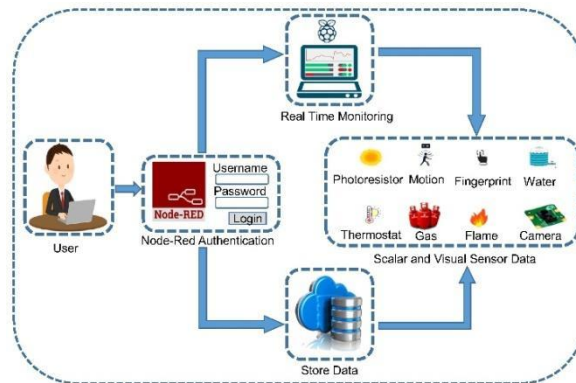 Real Time Monitoring
Username
Password
Node-RED
Login
User
Node-Red Authentication
Photoresistor Motion Fingerprint Water
Thermostat Gas Flame Camera
Scalar and Visual Sensor Data
Store Data